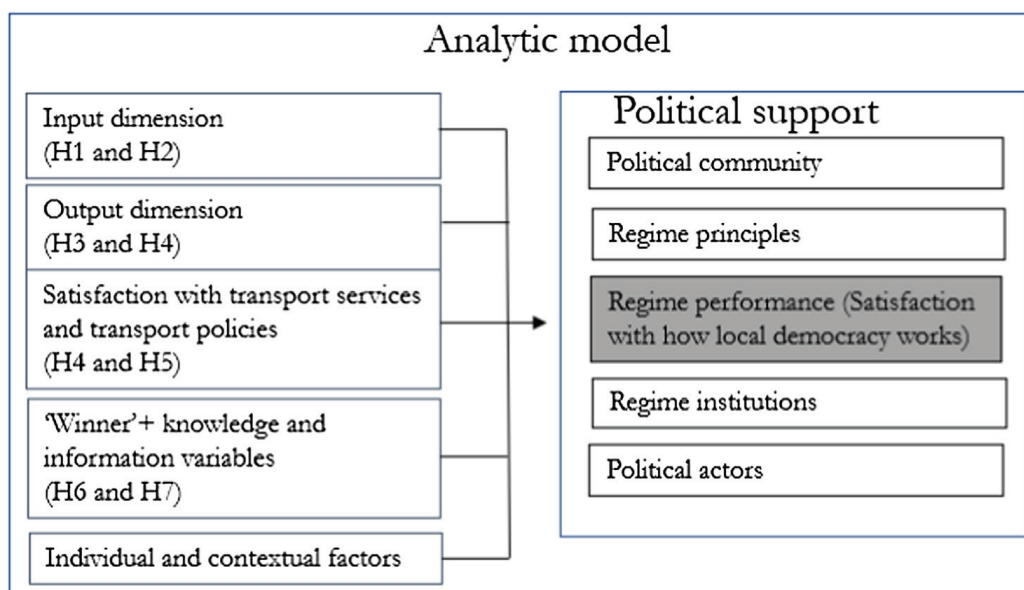 Analytic model
Input dimension
(H1 and H2)
Output dimension
(H3 and H4)
Satisfaction with transport services
and transport policies
(H4 and H5)
‘Winner’+ knowledge and
information variables
(H6 and H7)
Individual and contextual factors
Political support
Political community
Regime principles
Regime performance (Satisfaction
with how local democracy works)
Regime institutions
Political actors